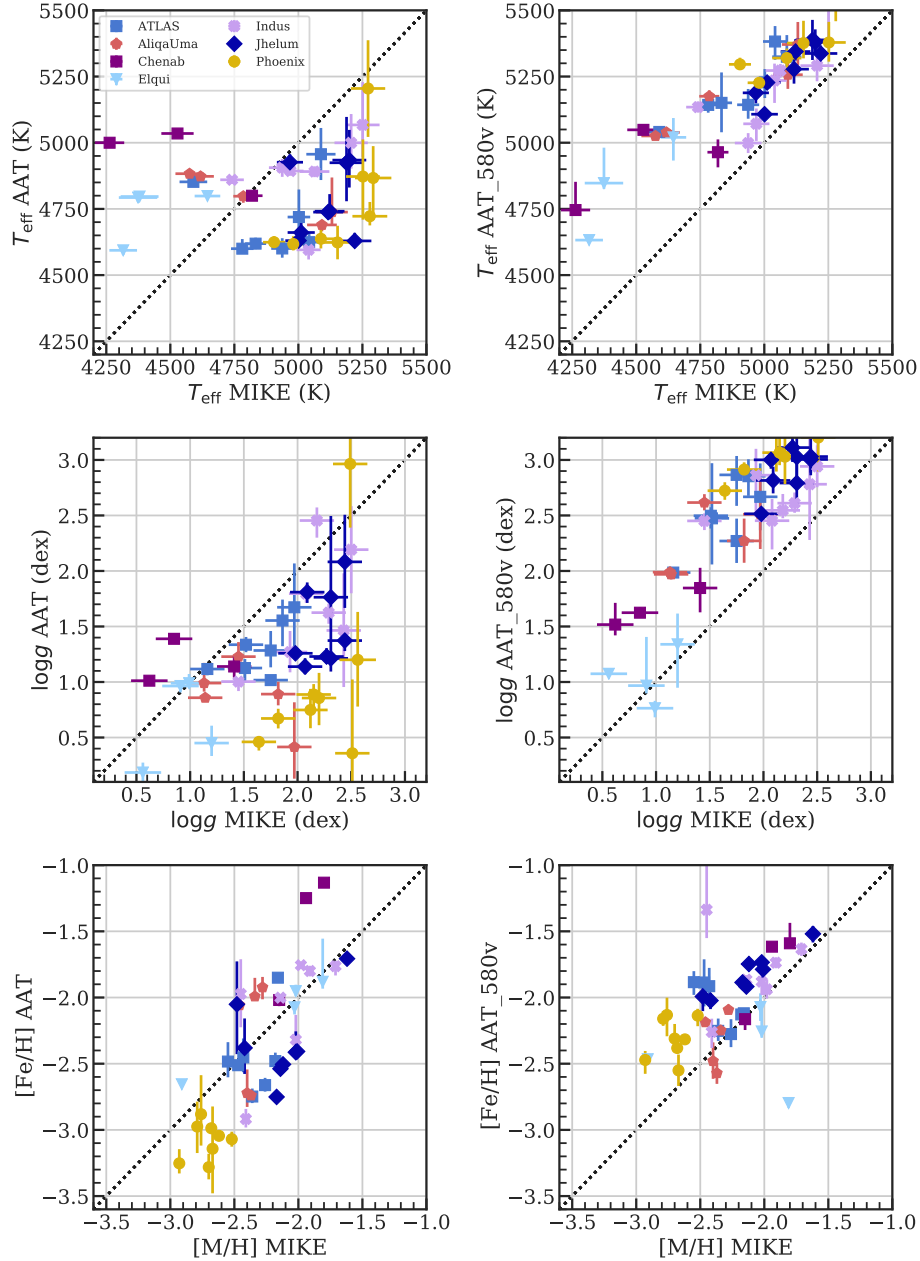 5500
5250
5000
4750
4500
4250
T_eff AAT (K)
ATLAS
AliqaUma
Chenab
Elqui
Indus
Jhelum
Phoenix
4250 4500 4750 5000 5250 5500
T_eff MIKE (K)
5500
5250
5000
4750
4500
4250
T_eff AAT_580v (K)
4250 4500 4750 5000 5250 5500
T_eff MIKE (K)
3.0
2.5
2.0
1.5
1.0
0.5
logg AAT (dex)
0.5 1.0 1.5 2.0 2.5 3.0
logg MIKE (dex)
3.0
2.5
2.0
1.5
1.0
0.5
logg AAT_580v (dex)
0.5 1.0 1.5 2.0 2.5 3.0
logg MIKE (dex)
−1.0
−1.5
−2.0
−2.5
−3.0
−3.5
[Fe/H] AAT
−3.5 −3.0 −2.5 −2.0 −1.5 −1.0
[M/H] MIKE
−1.0
−1.5
−2.0
−2.5
−3.0
−3.5
[Fe/H] AAT_580v
−3.5 −3.0 −2.5 −2.0 −1.5 −1.0
[M/H] MIKE